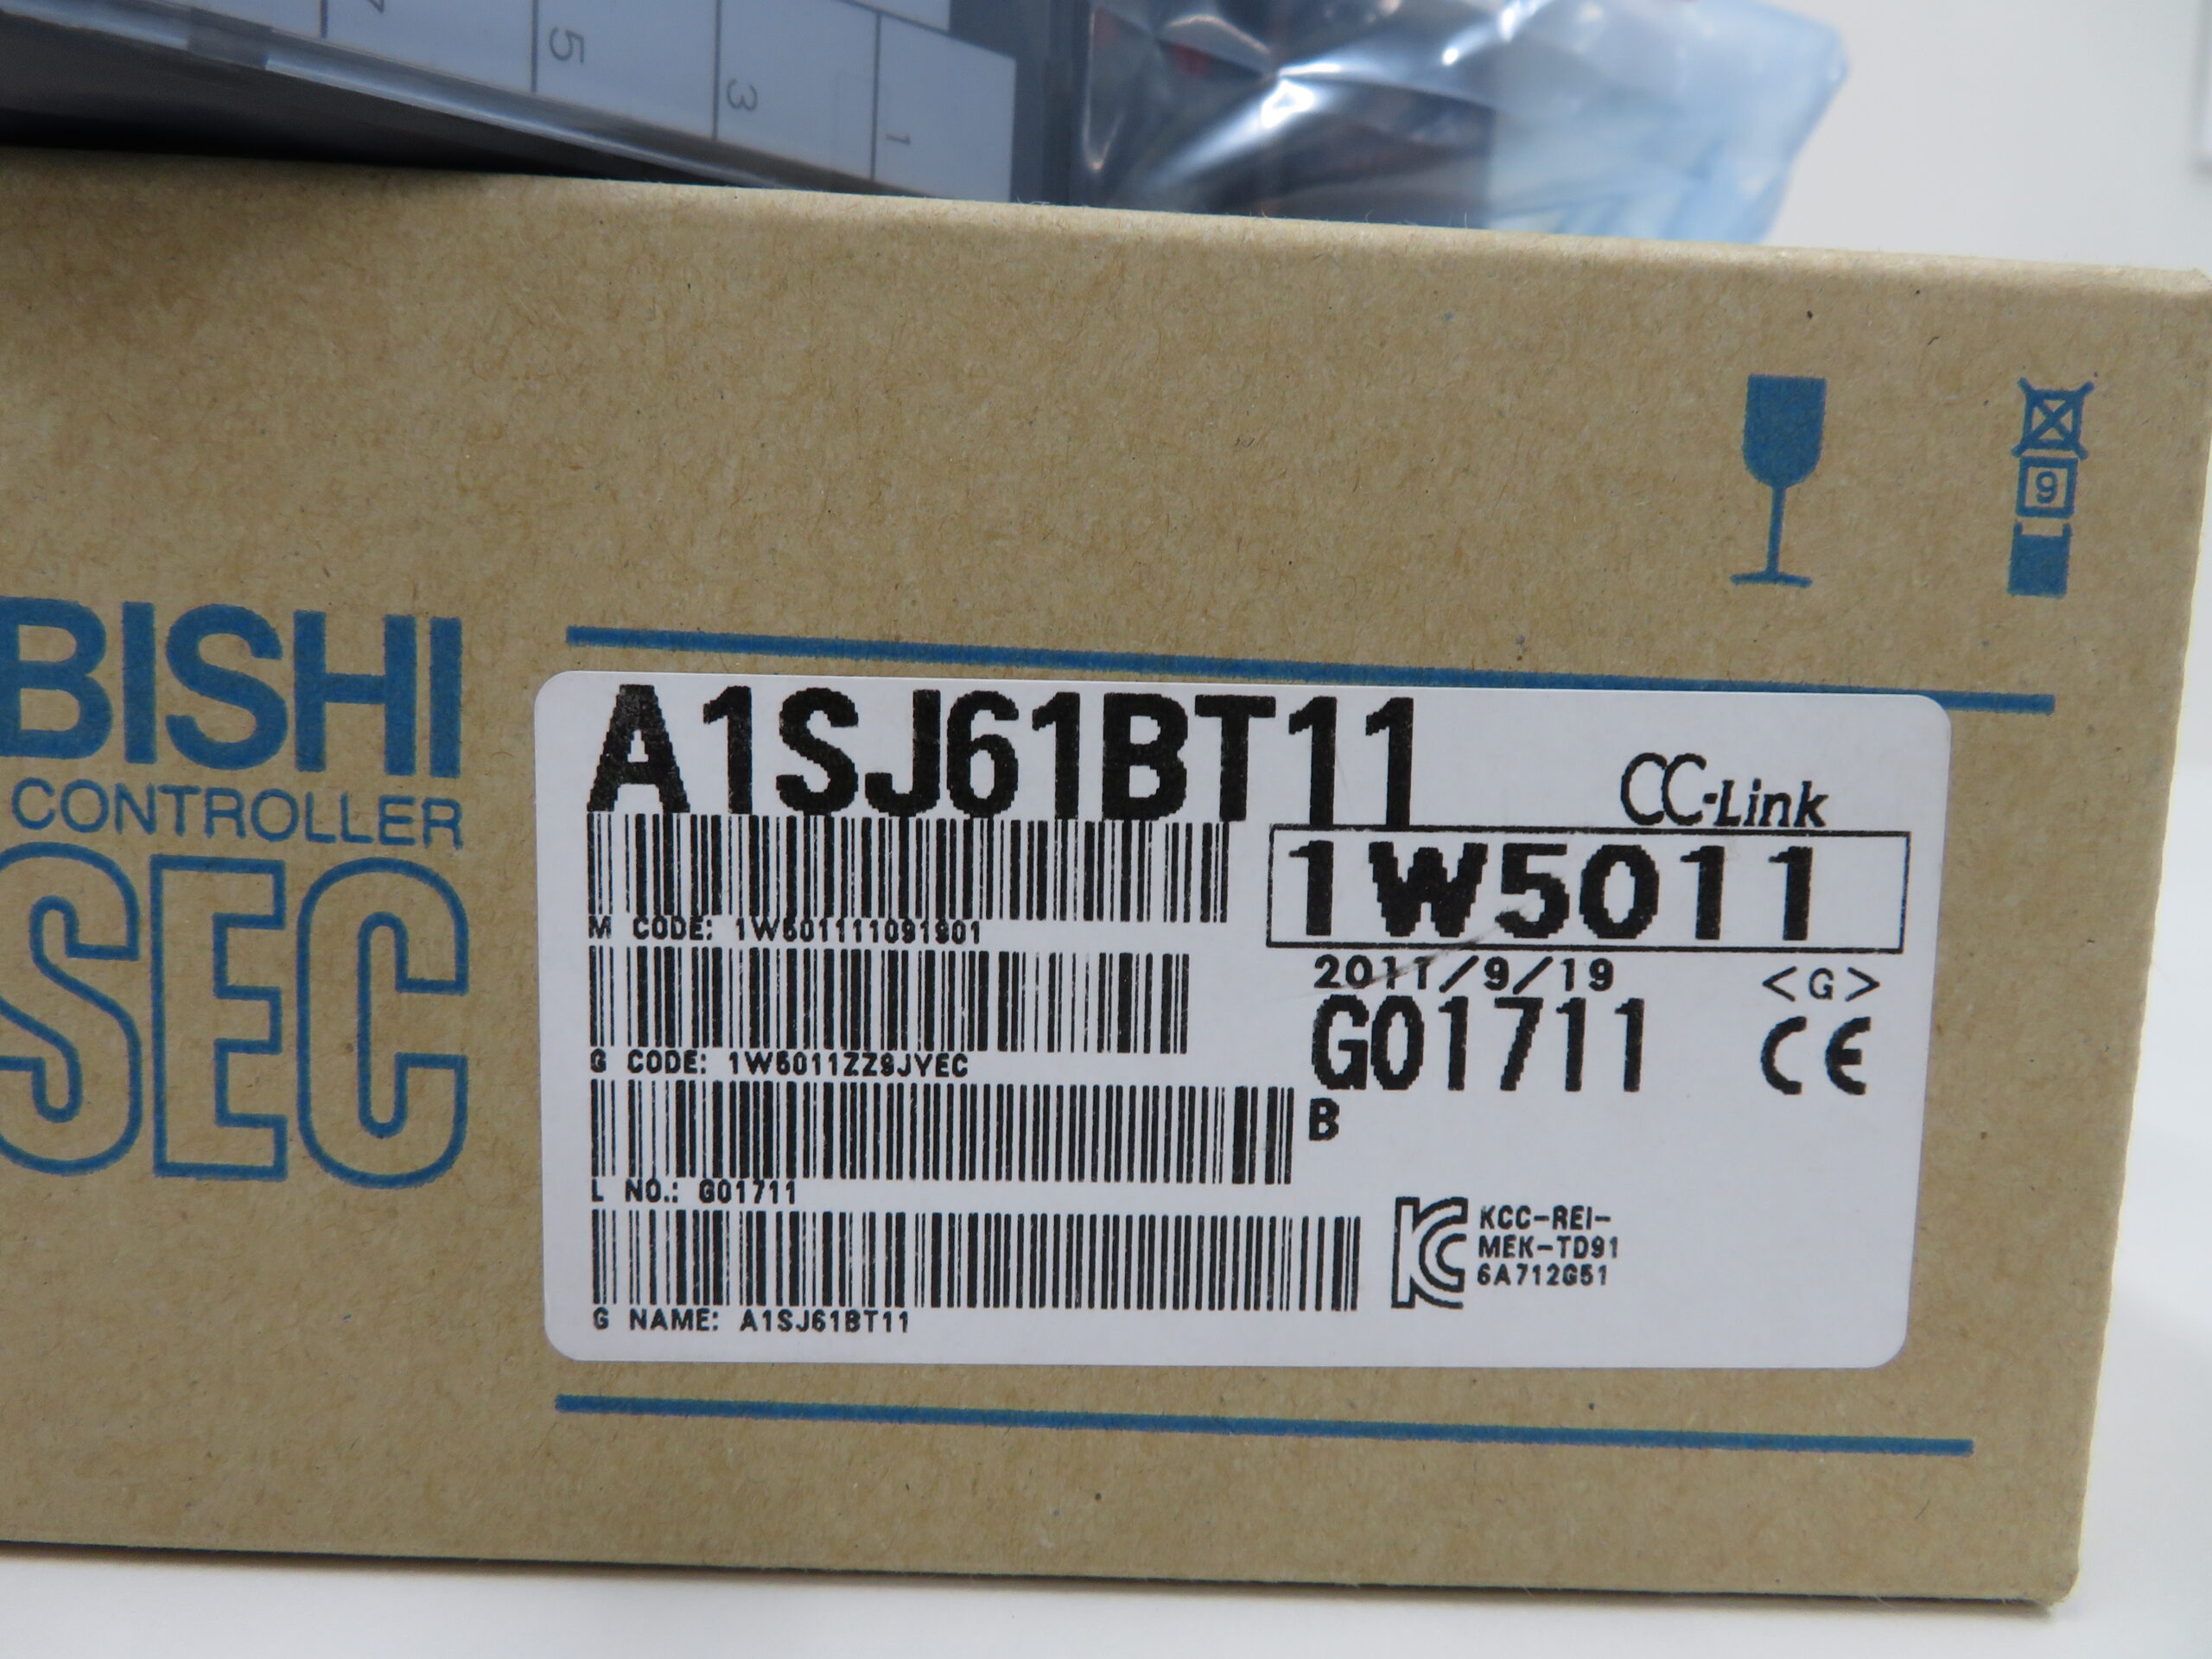 5
3
1
9
BISHI
CONTROLLER
SEC
A1SJ61BT11
CC-Link
1W5011
M CODE: 1W501111091901
2011/9/19 <G>
G01711 CE
G CODE: 1W5011ZZ9JYEC
B
L NO.: G01711
KCC-REI-
MEK-TD91
6A712G51
G NAME: A1SJ61BT11